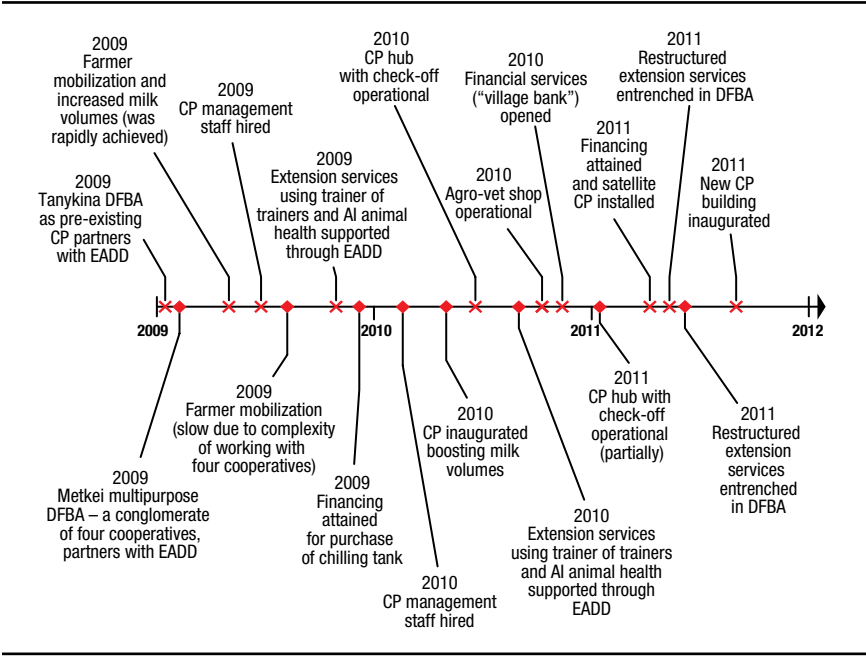 2009
Farmer
mobilization and
increased milk
volumes (was
rapidly achieved)
2009
CP management
staff hired
2010
CP hub
with check-off
operational
2010
Financial services
(“village bank”)
opened
2011
Restructured
extension services
entrenched in DFBA
2009
Tanykina DFBA
as pre-existing
CP partners
with EADD
2009
Extension services
using trainer of
trainers and AI animal
health supported
through EADD
2010
Agro-vet shop
operational
2011
Financing
attained
and satellite
CP installed
2011
New CP
building
inaugurated
2009
2010
2011
2012
2009
Metkei multipurpose
DFBA – a conglomerate
of four cooperatives,
partners with EADD
2009
Farmer mobilization
(slow due to complexity
of working with
four cooperatives)
2009
Financing
attained
for purchase
of chilling tank
2010
CP management
staff hired
2010
CP inaugurated
boosting milk
volumes
2010
Extension services
using trainer of trainers
and AI animal health
supported through
EADD
2011
CP hub with
check-off
operational
(partially)
2011
Restructured
extension
services
entrenched
in DFBA